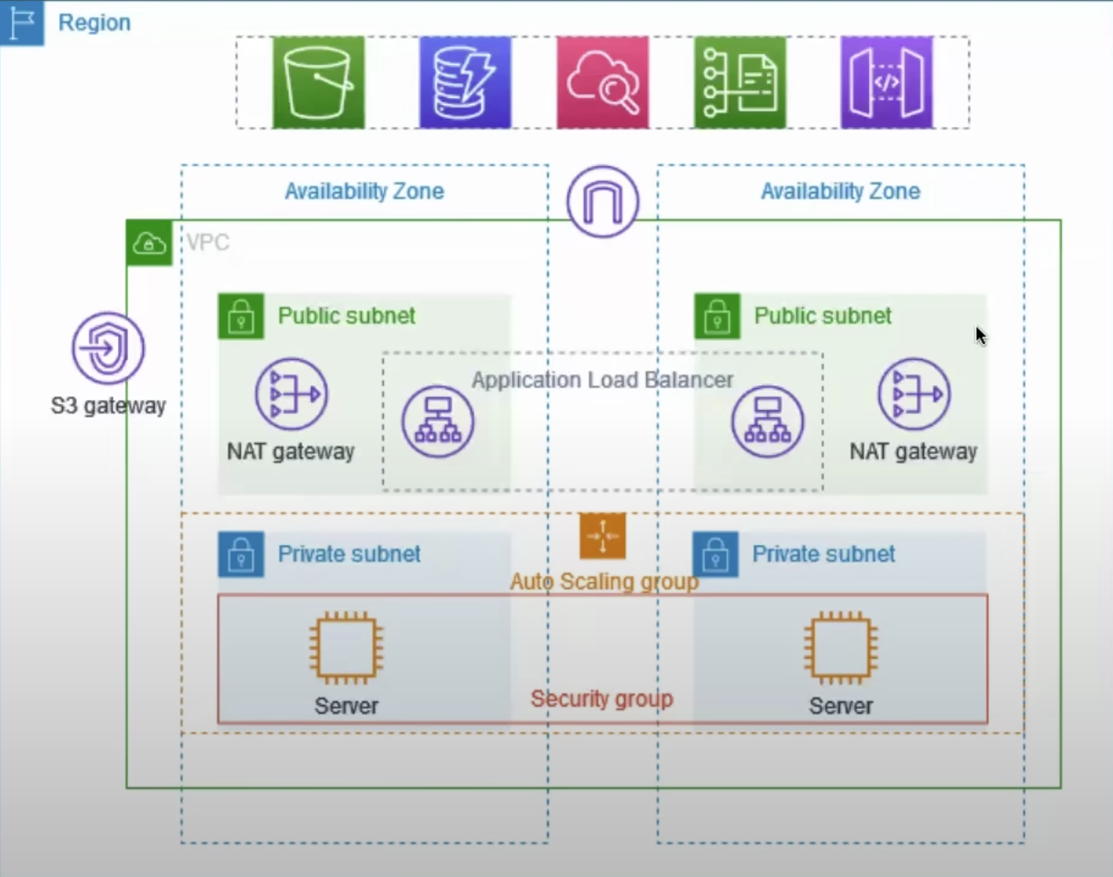 Region
Availability Zone
Availability Zone
VPC
Public subnet
Public subnet
Application Load Balancer
S3 gateway
NAT gateway
NAT gateway
Private subnet
Private subnet
Auto Scaling group
Security group
Server
Server